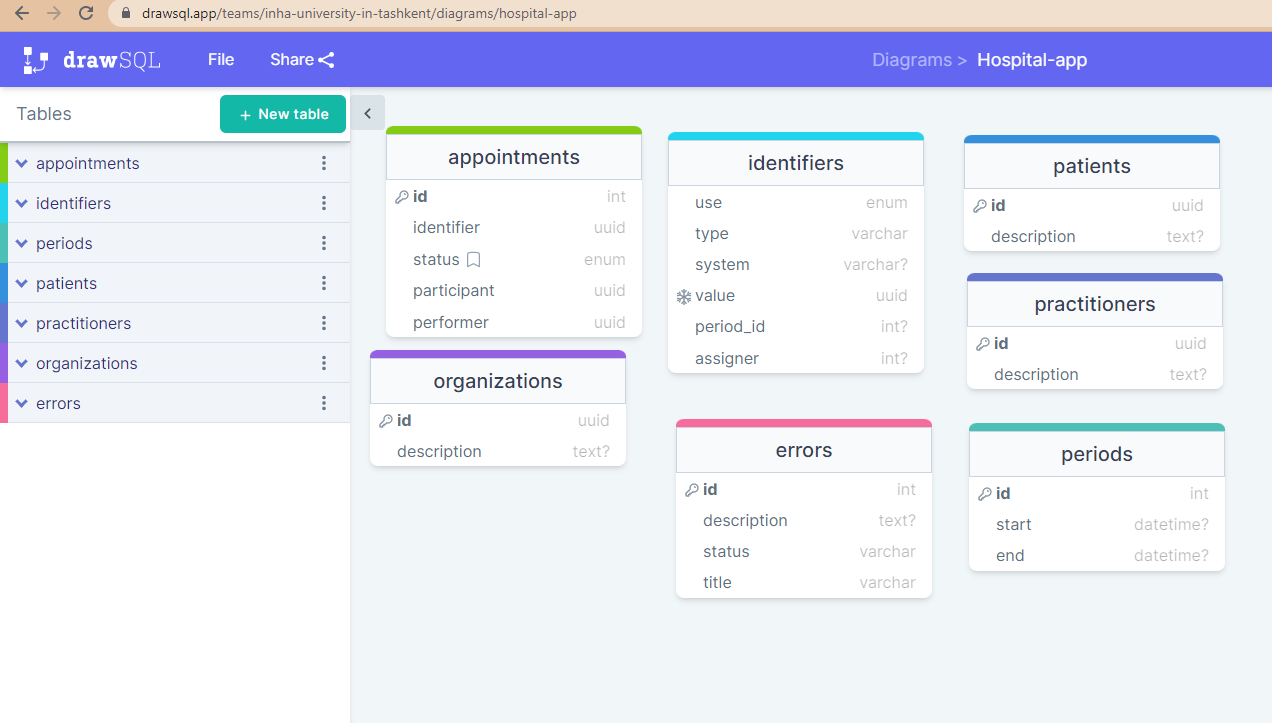 drawsql.app/teams/inha-university-in-tashkent/diagrams/hospital-app
drawSQL File Share Diagrams > Hospital-app
Tables + New table
appointments
identifiers
periods
patients
practitioners
organizations
errors
appointments
id int
identifier uuid
status enum
participant uuid
performer uuid
organizations
id uuid
description text?
identifiers
use enum
type varchar
system varchar?
value uuid
period_id int?
assigner int?
errors
id int
description text?
status varchar
title varchar
patients
id uuid
description text?
practitioners
id uuid
description text?
periods
id int
start datetime?
end datetime?